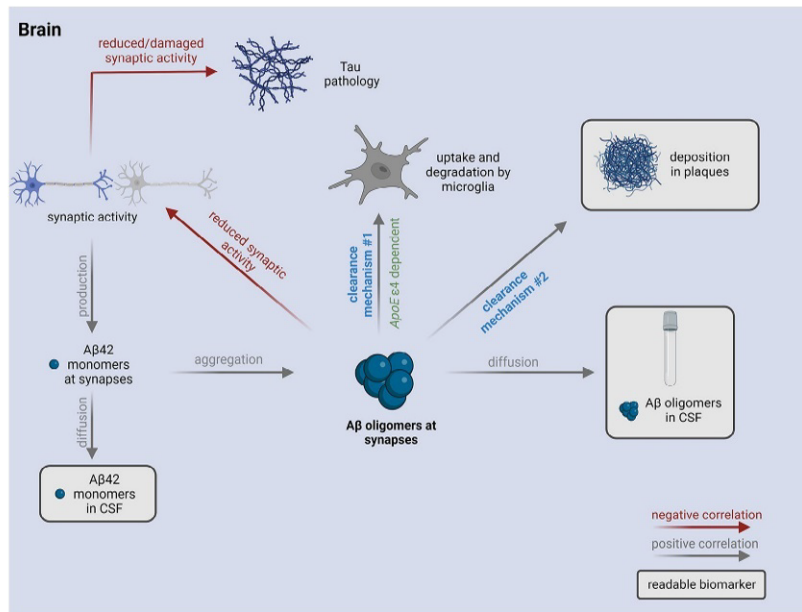 Brain
reduced/damaged
synaptic activity
Tau
pathology
uptake and
degradation by
microglia
deposition
in plaques
synaptic activity
reduced synaptic
activity
clearance
mechanism #1
ApoE ε4 dependent
clearance
mechanism #2
production
Aβ42
monomers
at synapses
aggregation
Aβ oligomers at
synapses
diffusion
Aβ oligomers
in CSF
diffusion
Aβ42
monomers
in CSF
negative correlation
positive correlation
readable biomarker